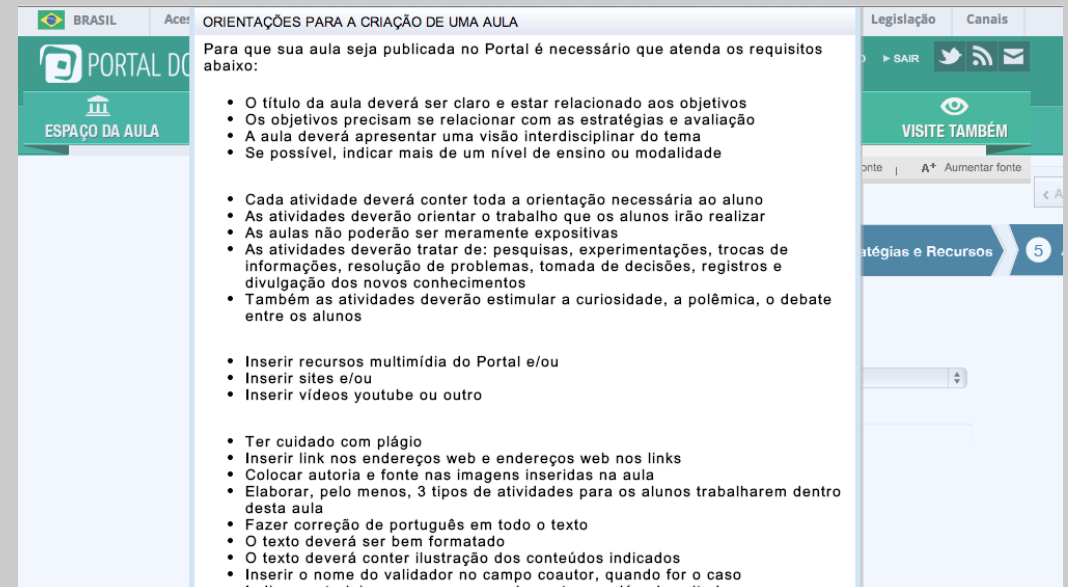 BRASIL
Legislação
Canais
ORIENTAÇÕES PARA A CRIAÇÃO DE UMA AULA
Para que sua aula seja publicada no Portal é necessário que atenda os requisitos
abaixo:
PORTAL DO
SAIR
ESPAÇO DA AULA
VISITE TAMBÉM
• O título da aula deverá ser claro e estar relacionado aos objetivos
• Os objetivos precisam se relacionar com as estratégias e avaliação
• A aula deverá apresentar uma visão interdisciplinar do tema
• Se possível, indicar mais de um nível de ensino ou modalidade
A+ Aumentar fonte
• Cada atividade deverá conter toda a orientação necessária ao aluno
• As atividades deverão orientar o trabalho que os alunos irão realizar
• As aulas não poderão ser meramente expositivas
• As atividades deverão tratar de: pesquisas, experimentações, trocas de
informações, resolução de problemas, tomada de decisões, registros e
divulgação dos novos conhecimentos
• Também as atividades deverão estimular a curiosidade, a polêmica, o debate
entre os alunos
atégias e Recursos
5
• Inserir recursos multimídia do Portal e/ou
• Inserir sites e/ou
• Inserir vídeos youtube ou outro
• Ter cuidado com plágio
• Inserir link nos endereços web e endereços web nos links
• Colocar autoria e fonte nas imagens inseridas na aula
• Elaborar, pelo menos, 3 tipos de atividades para os alunos trabalharem dentro
desta aula
• Fazer correção de português em todo o texto
• O texto deverá ser bem formatado
• O texto deverá conter ilustração dos conteúdos indicados
• Inserir o nome do validador no campo coautor, quando for o caso